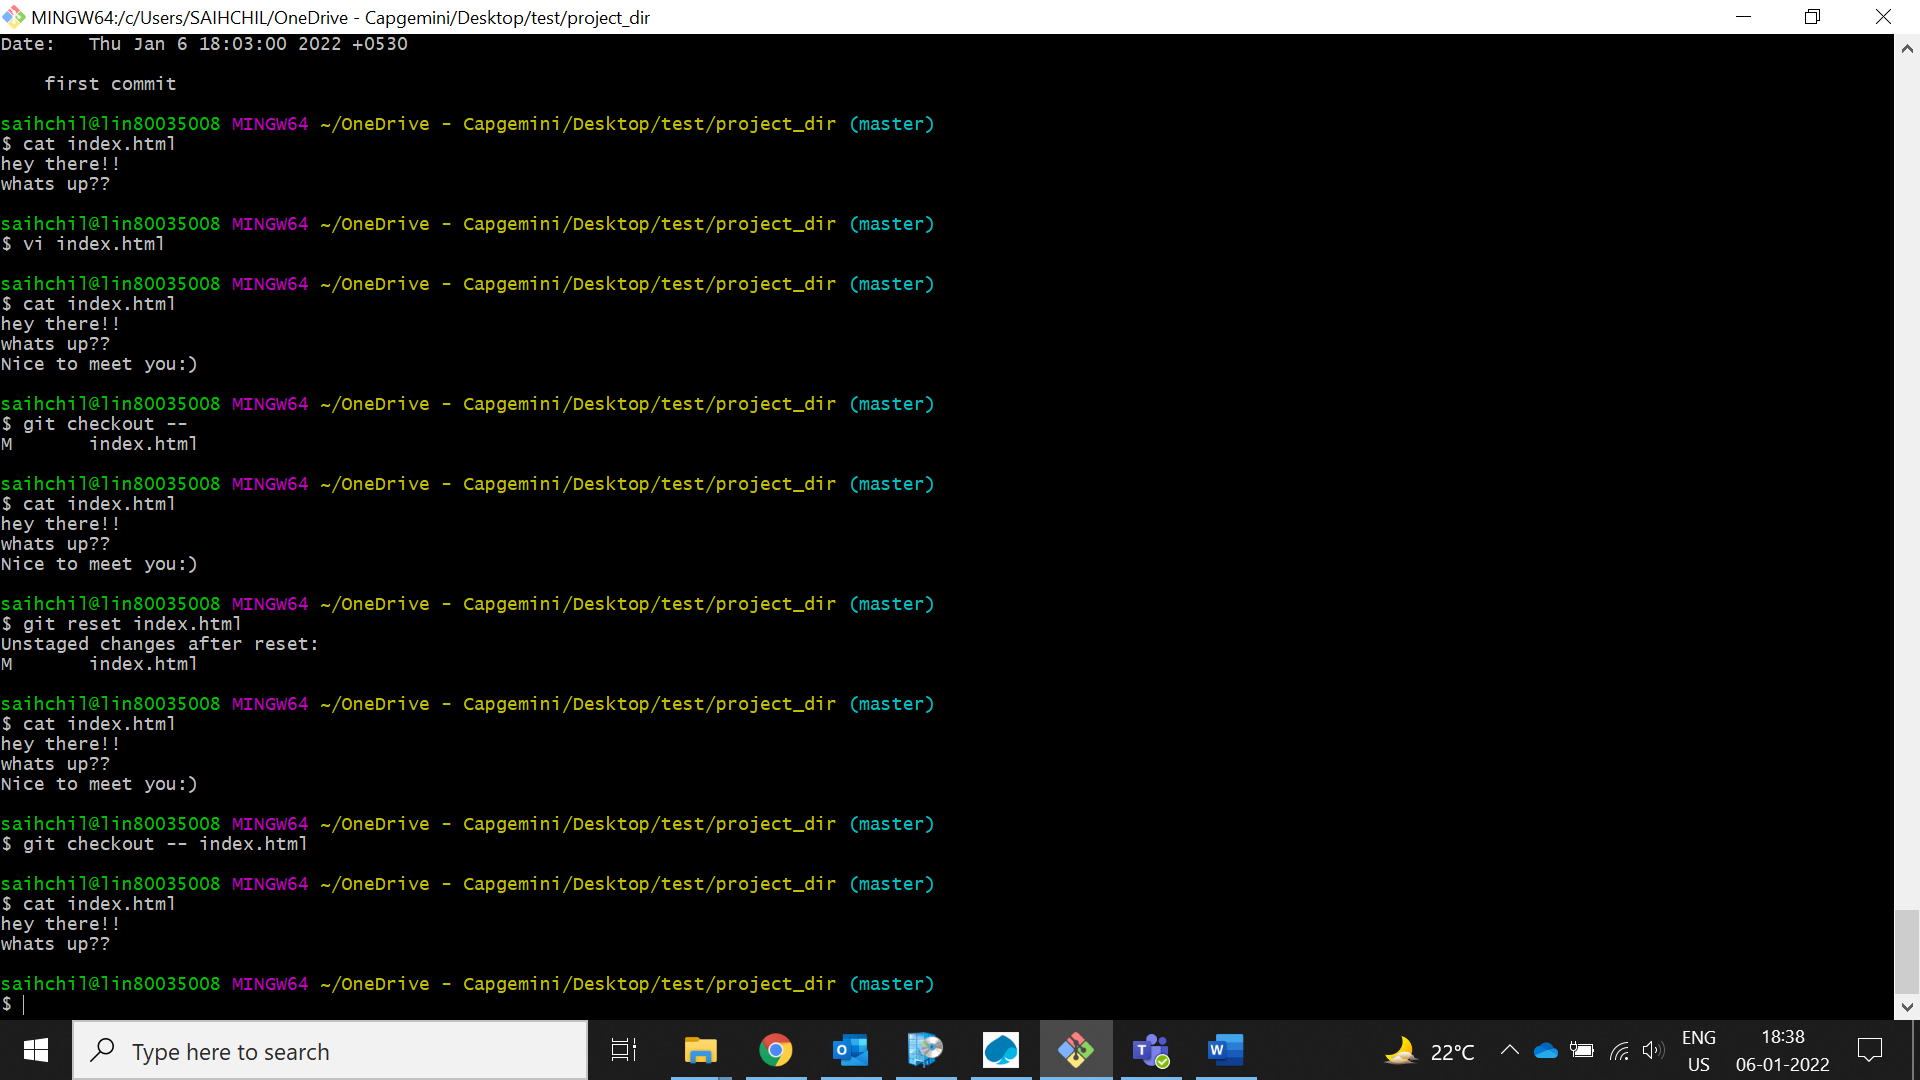 MINGW64:/c/Users/SAIHCHIL/OneDrive - Capgemini/Desktop/test/project_dir
Date:   Thu Jan 6 18:03:00 2022 +0530
    first commit
saihchil@lin80035008 MINGW64 ~/OneDrive - Capgemini/Desktop/test/project_dir (master)
$ cat index.html
hey there!!
whats up??
saihchil@lin80035008 MINGW64 ~/OneDrive - Capgemini/Desktop/test/project_dir (master)
$ vi index.html
saihchil@lin80035008 MINGW64 ~/OneDrive - Capgemini/Desktop/test/project_dir (master)
$ cat index.html
hey there!!
whats up??
Nice to meet you:)
saihchil@lin80035008 MINGW64 ~/OneDrive - Capgemini/Desktop/test/project_dir (master)
$ git checkout --
M       index.html
saihchil@lin80035008 MINGW64 ~/OneDrive - Capgemini/Desktop/test/project_dir (master)
$ cat index.html
hey there!!
whats up??
Nice to meet you:)
saihchil@lin80035008 MINGW64 ~/OneDrive - Capgemini/Desktop/test/project_dir (master)
$ git reset index.html
Unstaged changes after reset:
M       index.html
saihchil@lin80035008 MINGW64 ~/OneDrive - Capgemini/Desktop/test/project_dir (master)
$ cat index.html
hey there!!
whats up??
Nice to meet you:)
saihchil@lin80035008 MINGW64 ~/OneDrive - Capgemini/Desktop/test/project_dir (master)
$ git checkout -- index.html
saihchil@lin80035008 MINGW64 ~/OneDrive - Capgemini/Desktop/test/project_dir (master)
$ cat index.html
hey there!!
whats up??
saihchil@lin80035008 MINGW64 ~/OneDrive - Capgemini/Desktop/test/project_dir (master)
$
Type here to search
22°C
ENG
US
18:38
06-01-2022